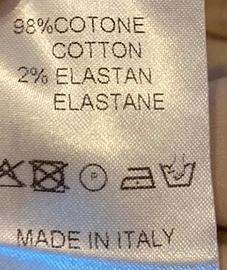 98%COTONE
COTTON
2% ELASTAN
ELASTANE
MADE IN ITALY